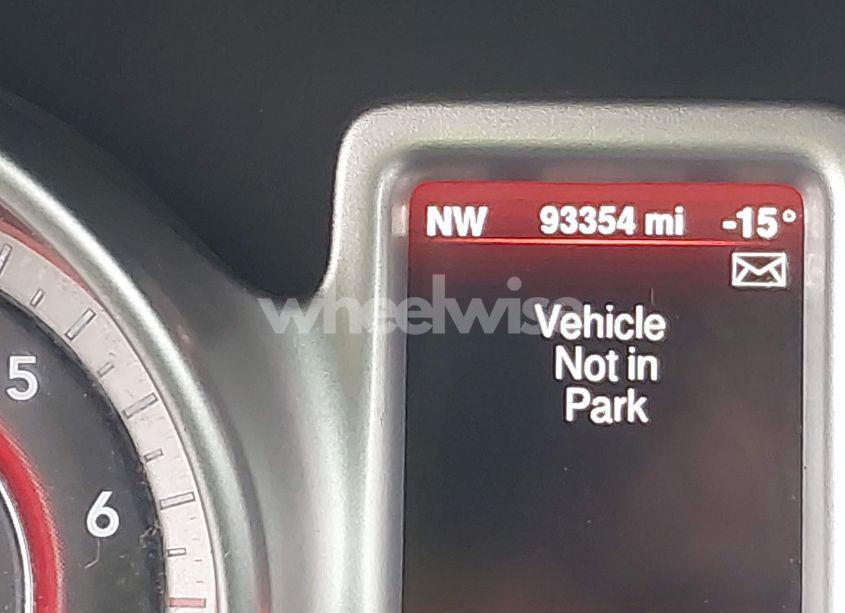 NW 93354 mi -15°
wheelwise
Vehicle
Not in
Park
5
6